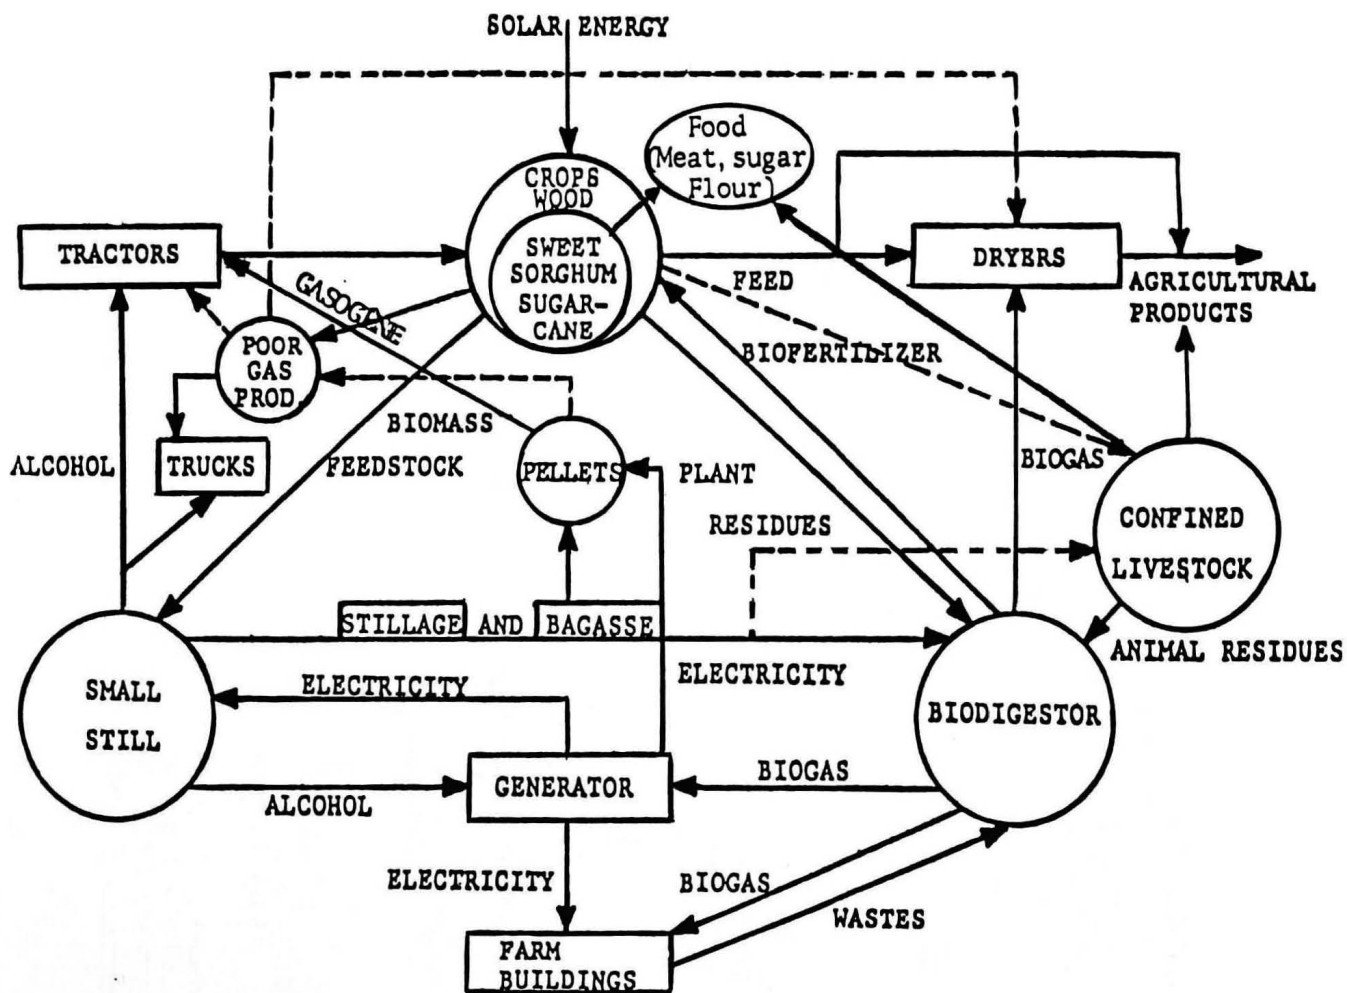 SOLAR ENERGY
Food
(Meat, sugar
Flour)
CROPS
WOOD
SWEET
SORGHUM
SUGAR-
CANE
TRACTORS
DRYERS
FEED
AGRICULTURAL
PRODUCTS
GASOGENE
POOR
GAS
PROD.
BIOFERTILIZER
BIOMASS
ALCOHOL
TRUCKS
FEEDSTOCK
PELLETS
PLANT
RESIDUES
BIOGAS
CONFINED
LIVESTOCK
STILLAGE AND BAGASSE
ANIMAL RESIDUES
ELECTRICITY
ELECTRICITY
SMALL
STILL
BIODIGESTOR
GENERATOR
BIOGAS
ALCOHOL
ELECTRICITY
BIOGAS
WASTES
FARM
BUILDINGS